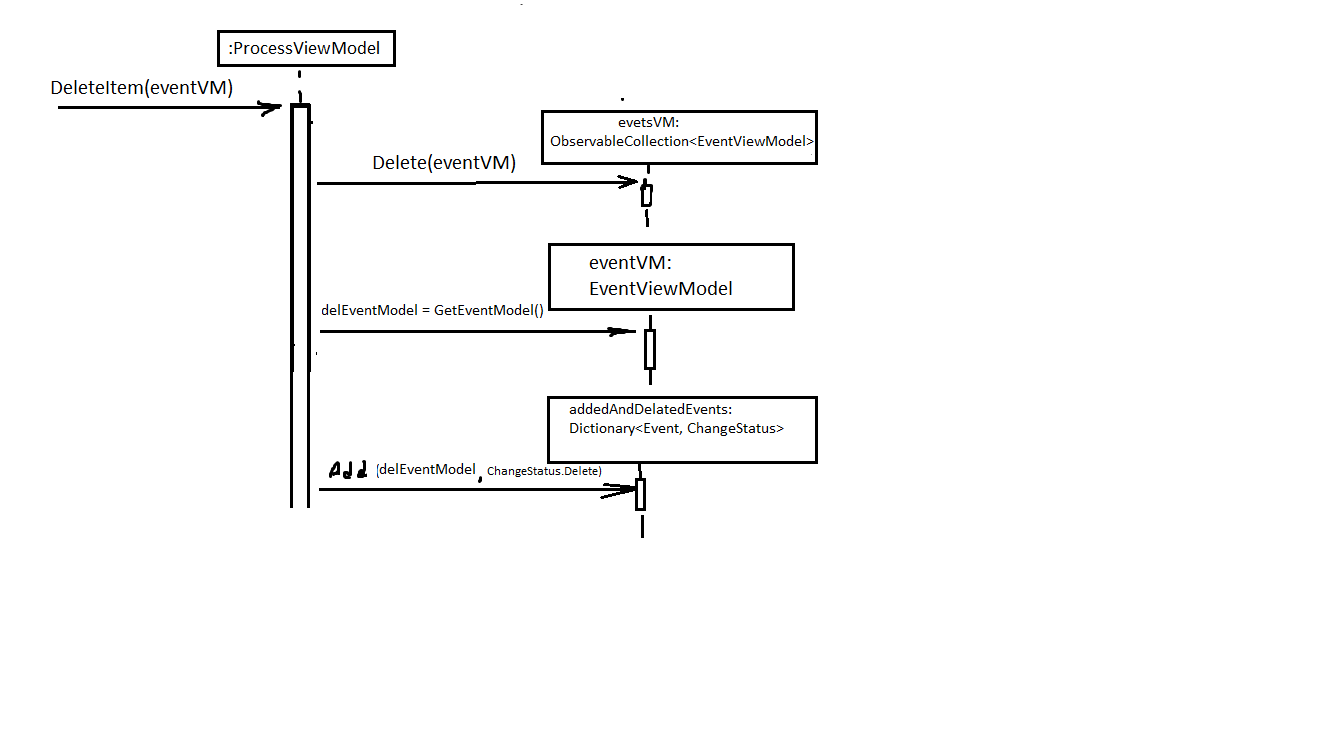 :ProcessViewModel
DeleteItem(eventVM)
evetsVM:
ObservableCollection<EventViewModel>
Delete(eventVM)
eventVM:
EventViewModel
delEventModel = GetEventModel()
addedAndDelatedEvents:
Dictionary<Event, ChangeStatus>
Add (delEventModel , ChangeStatus.Delete)